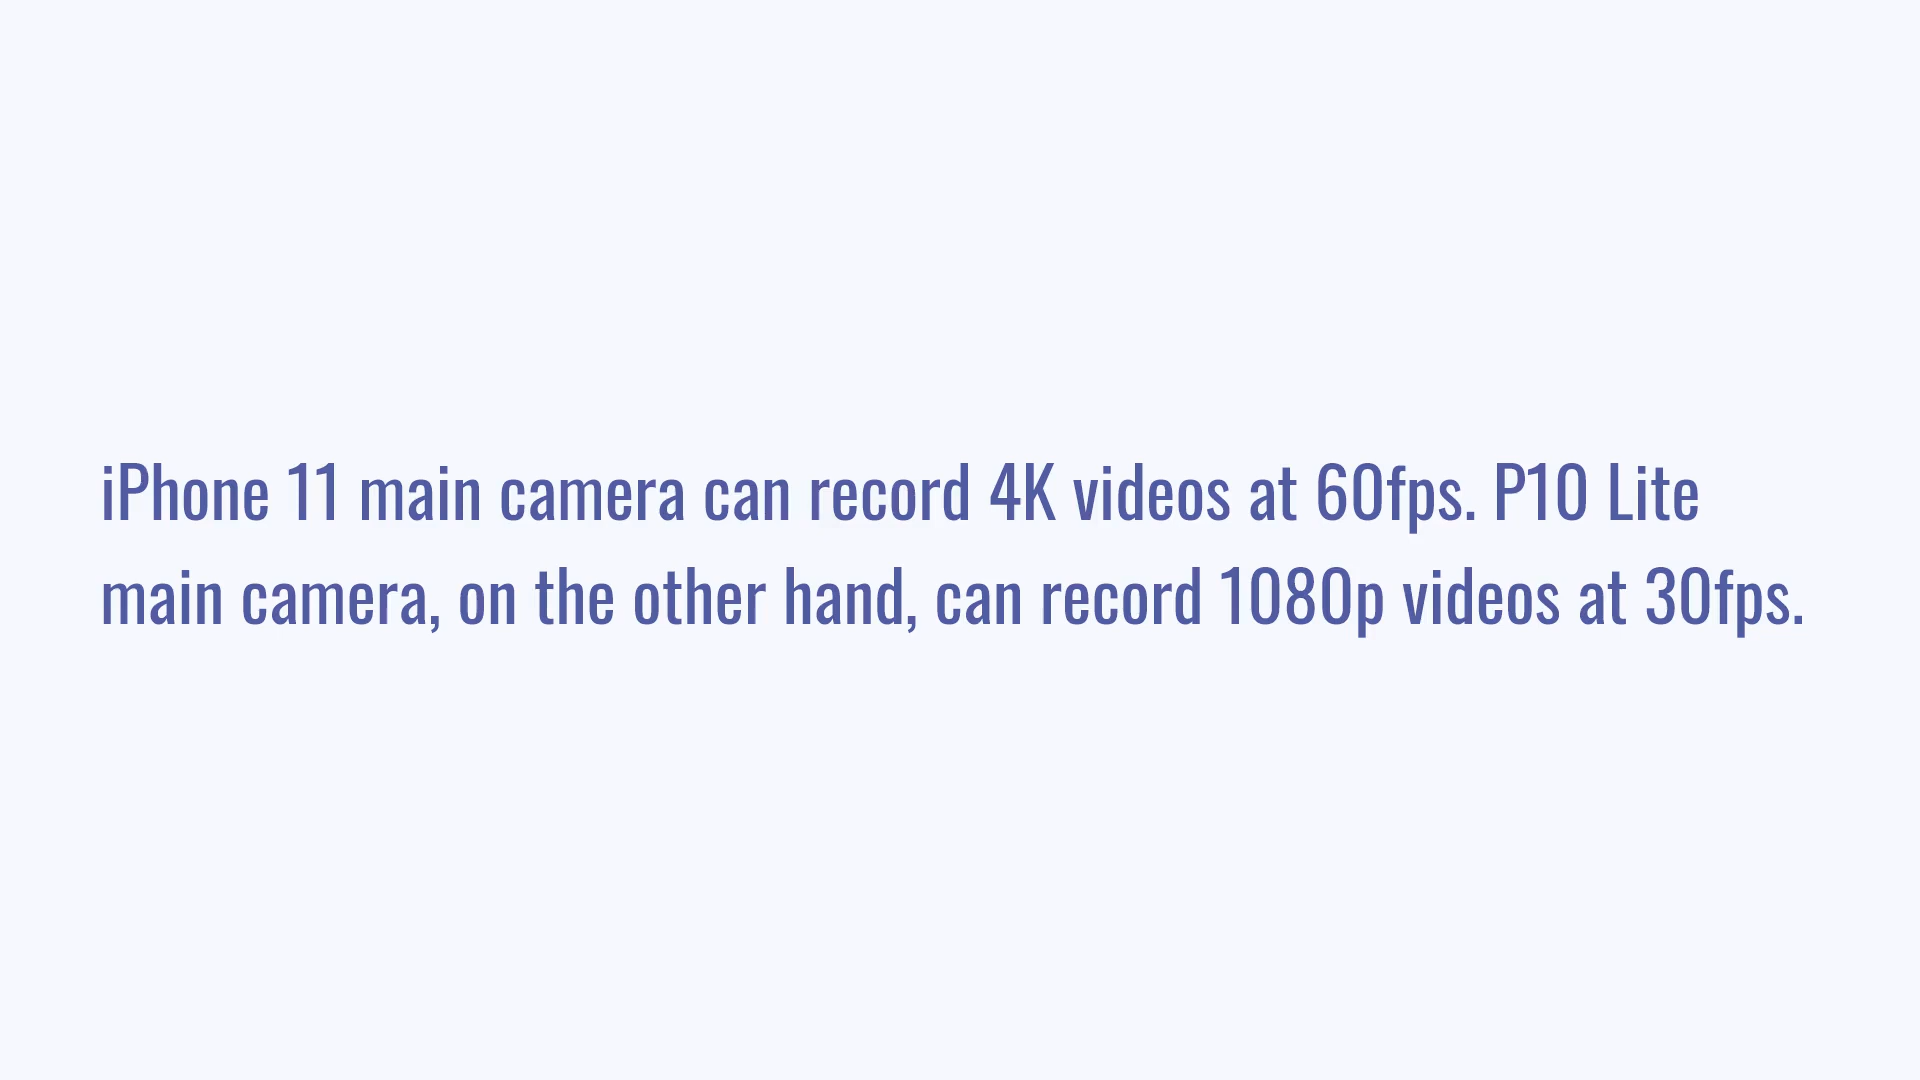 iPhone 11 main camera can record 4K videos at 60fps. P10 Lite
main camera, on the other hand, can record 1080p videos at 30fps.